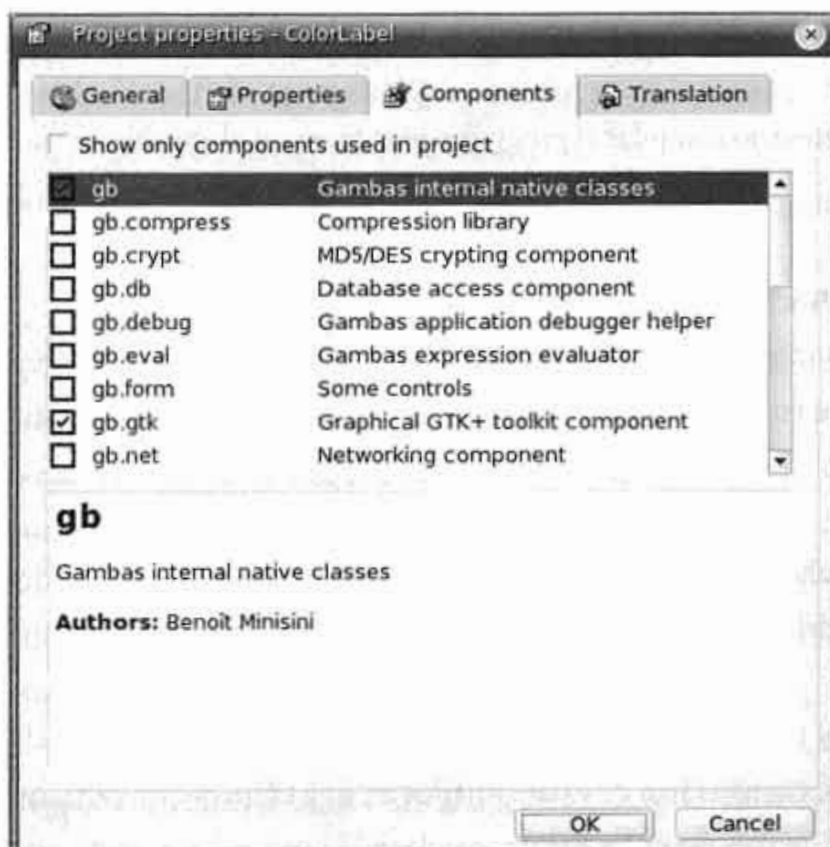 Project properties - ColorLabel
General Properties Components Translation
Show only components used in project
gb Gambas internal native classes
gb.compress Compression library
gb.crypt MD5/DES crypting component
gb.db Database access component
gb.debug Gambas application debugger helper
gb.eval Gambas expression evaluator
gb.form Some controls
gb.gtk Graphical GTK+ toolkit component
gb.net Networking component
gb
Gambas internal native classes
Authors: Benoît Minisini
OK Cancel